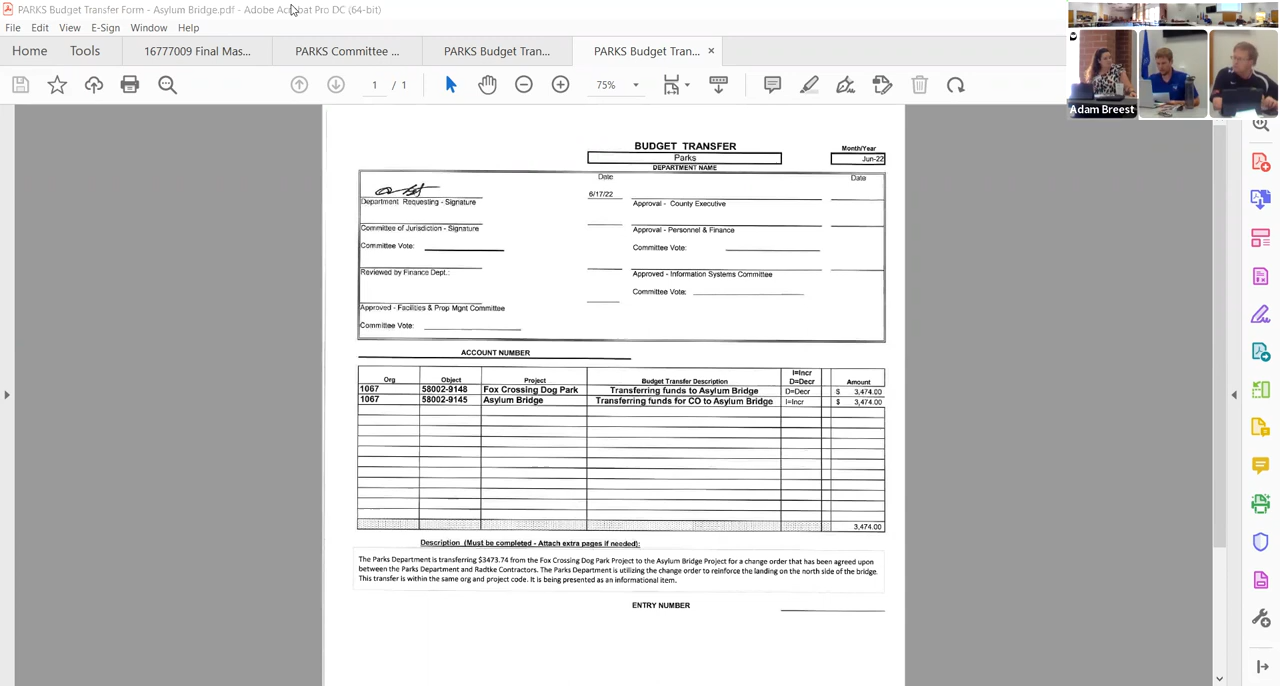 PARKS Budget Transfer Form - Asylum Bridge.pdf - Adobe Acrobat Pro DC (64-bit)
File Edit View E-Sign Window Help
Home Tools 16777009 Final Mas... PARKS Committee ... PARKS Budget Tran... PARKS Budget Tran... ×
1 / 1 75%
Adam Breest
BUDGET TRANSFER
Month/Year
Parks
Jun-22
DEPARTMENT NAME
Date
Date
6/17/22
Department Requesting - Signature
Approval - County Executive
Committee of Jurisdiction - Signature
Approval - Personnel & Finance
Committee Vote:
Committee Vote:
Reviewed by Finance Dept.:
Approved - Information Systems Committee
Committee Vote:
Approved - Facilities & Prop Mgnt Committee
Committee Vote:
ACCOUNT NUMBER
I=Incr
Org Object Project Budget Transfer Description D=Decr Amount
1067 58002-9148 Fox Crossing Dog Park Transferring funds to Asylum Bridge D=Decr $ 3,474.00
1067 58002-9145 Asylum Bridge Transferring funds for CO to Asylum Bridge I=Incr $ 3,474.00
3,474.00
Description (Must be completed - Attach extra pages if needed):
The Parks Department is transferring $3473.74 from the Fox Crossing Dog Park Project to the Asylum Bridge Project for a change order that has been agreed upon
between the Parks Department and Radtke Contractors. The Parks Department is utilizing the change order to reinforce the landing on the north side of the bridge.
This transfer is within the same org and project code. It is being presented as an informational item.
ENTRY NUMBER